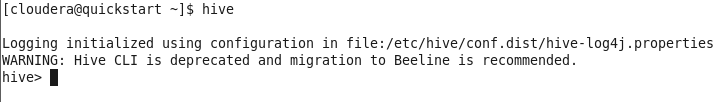 [cloudera@quickstart ~]$ hive
Logging initialized using configuration in file:/etc/hive/conf.dist/hive-log4j.properties
WARNING: Hive CLI is deprecated and migration to Beeline is recommended.
hive>